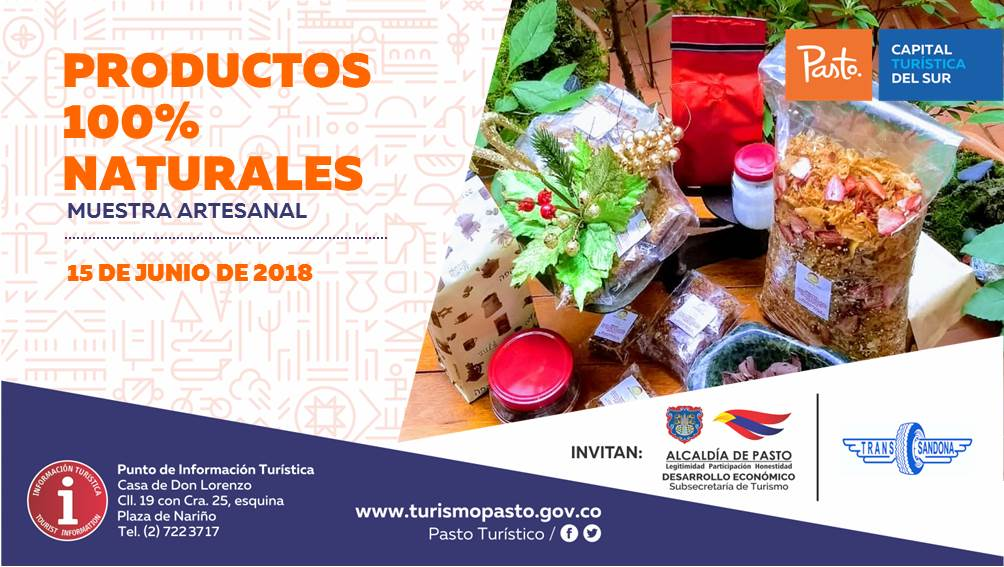 PRODUCTOS
100%
NATURALES
MUESTRA ARTESANAL
15 DE JUNIO DE 2018
Pasto.
CAPITAL
TURÍSTICA
DEL SUR
INVITAN:
ALCALDÍA DE PASTO
Legitimidad Participación Honestidad
DESARROLLO ECONÓMICO
Subsecretaría de Turismo
TRANS SANDONA
INFORMACIÓN TURÍSTICA
i
TOURIST INFORMATION
Punto de Información Turística
Casa de Don Lorenzo
Cll. 19 con Cra. 25, esquina
Plaza de Nariño
Tel. (2) 7223717
www.turismopasto.gov.co
Pasto Turístico /